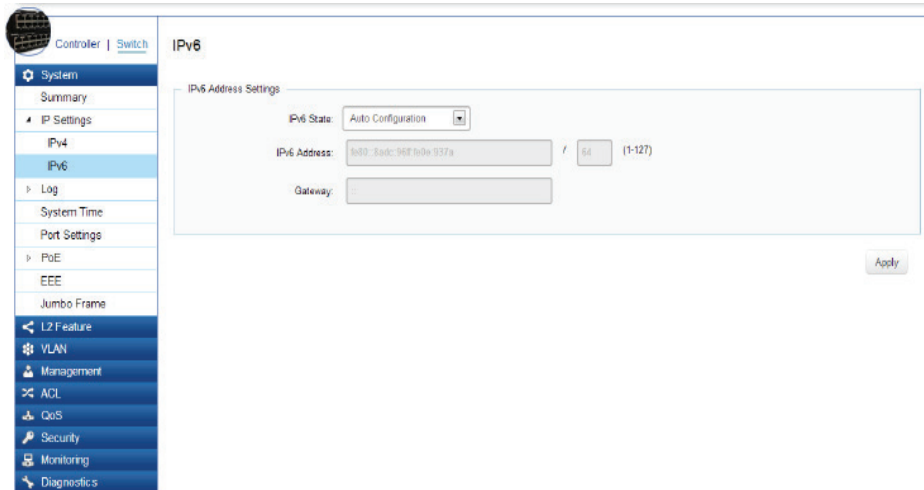 Controller | Switch
IPv6
System
Summary
IP Settings
IPv4
IPv6
Log
System Time
Port Settings
PoE
EEE
Jumbo Frame
L2 Feature
VLAN
Management
ACL
QoS
Security
Monitoring
Diagnostics
IPv6 Address Settings
IPv6 State: Auto Configuration
IPv6 Address: / 64 (1-127)
Gateway: ::
Apply